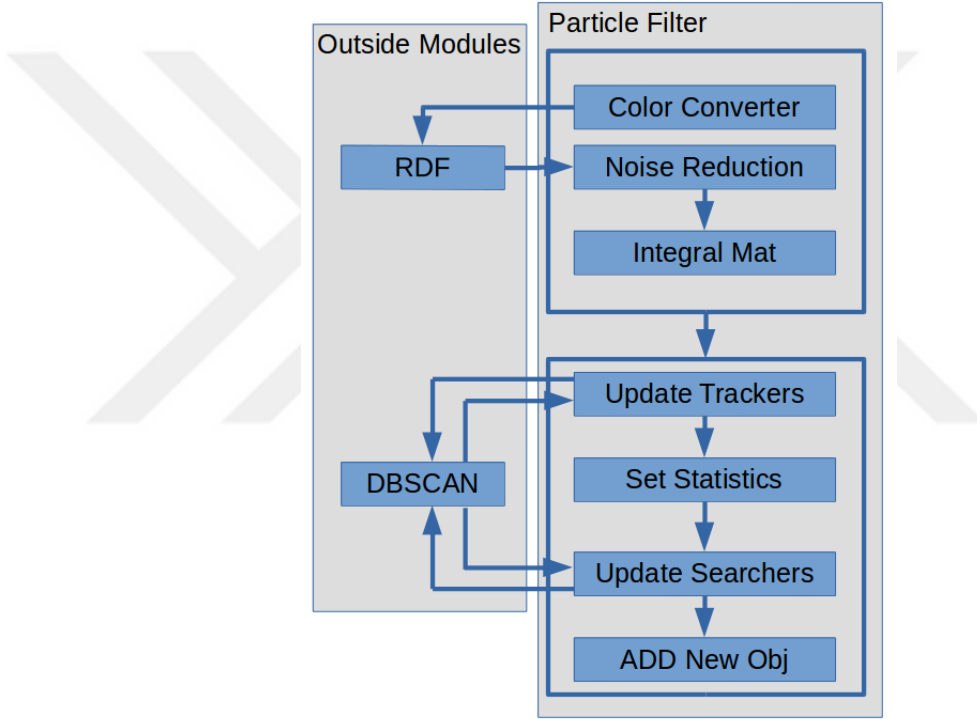 Outside Modules
Particle Filter
Color Converter
RDF
Noise Reduction
Integral Mat
Update Trackers
DBSCAN
Set Statistics
Update Searchers
ADD New Obj